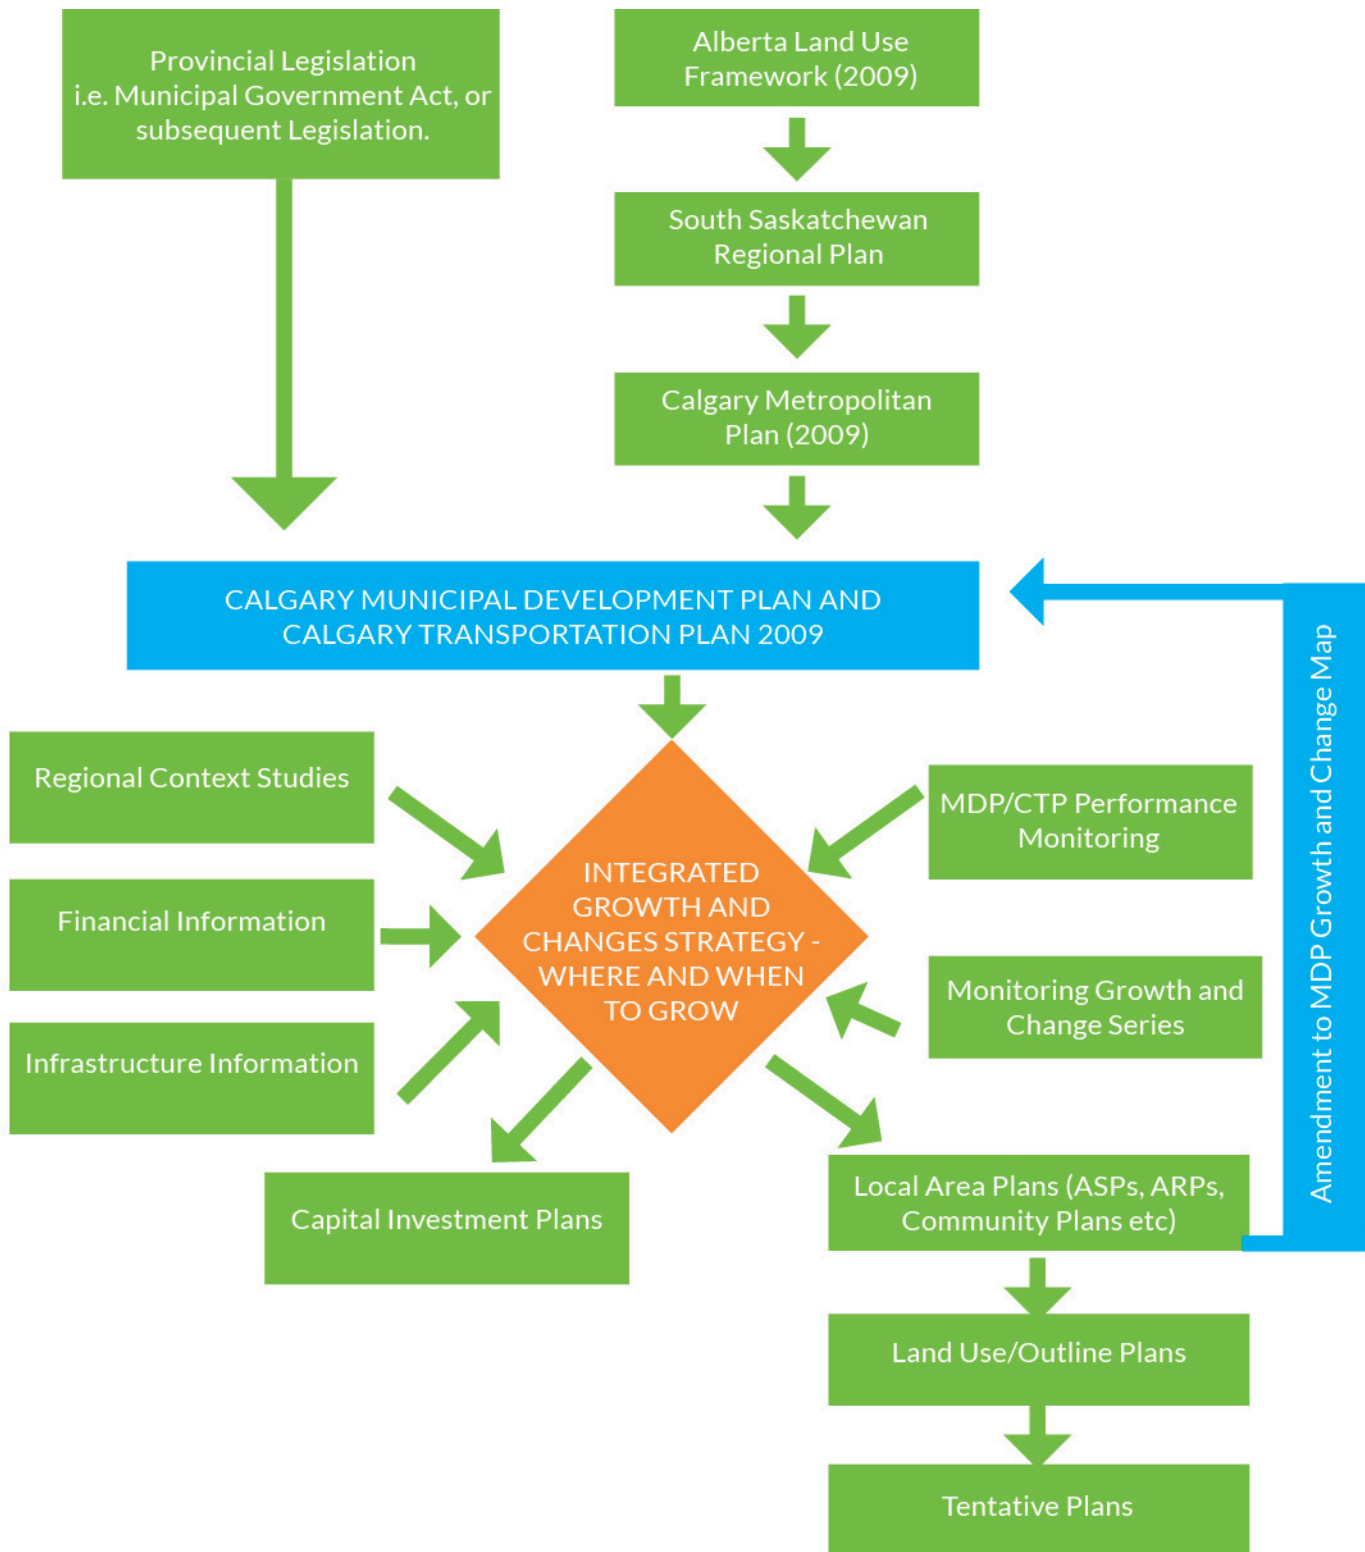 Provincial Legislation
i.e. Municipal Government Act, or
subsequent Legislation.
Alberta Land Use
Framework (2009)
South Saskatchewan
Regional Plan
Calgary Metropolitan
Plan (2009)
CALGARY MUNICIPAL DEVELOPMENT PLAN AND
CALGARY TRANSPORTATION PLAN 2009
Regional Context Studies
Financial Information
Infrastructure Information
INTEGRATED
GROWTH AND
CHANGES STRATEGY -
WHERE AND WHEN
TO GROW
MDP/CTP Performance
Monitoring
Monitoring Growth and
Change Series
Amendment to MDP Growth and Change Map
Capital Investment Plans
Local Area Plans (ASPs, ARPs,
Community Plans etc)
Land Use/Outline Plans
Tentative Plans